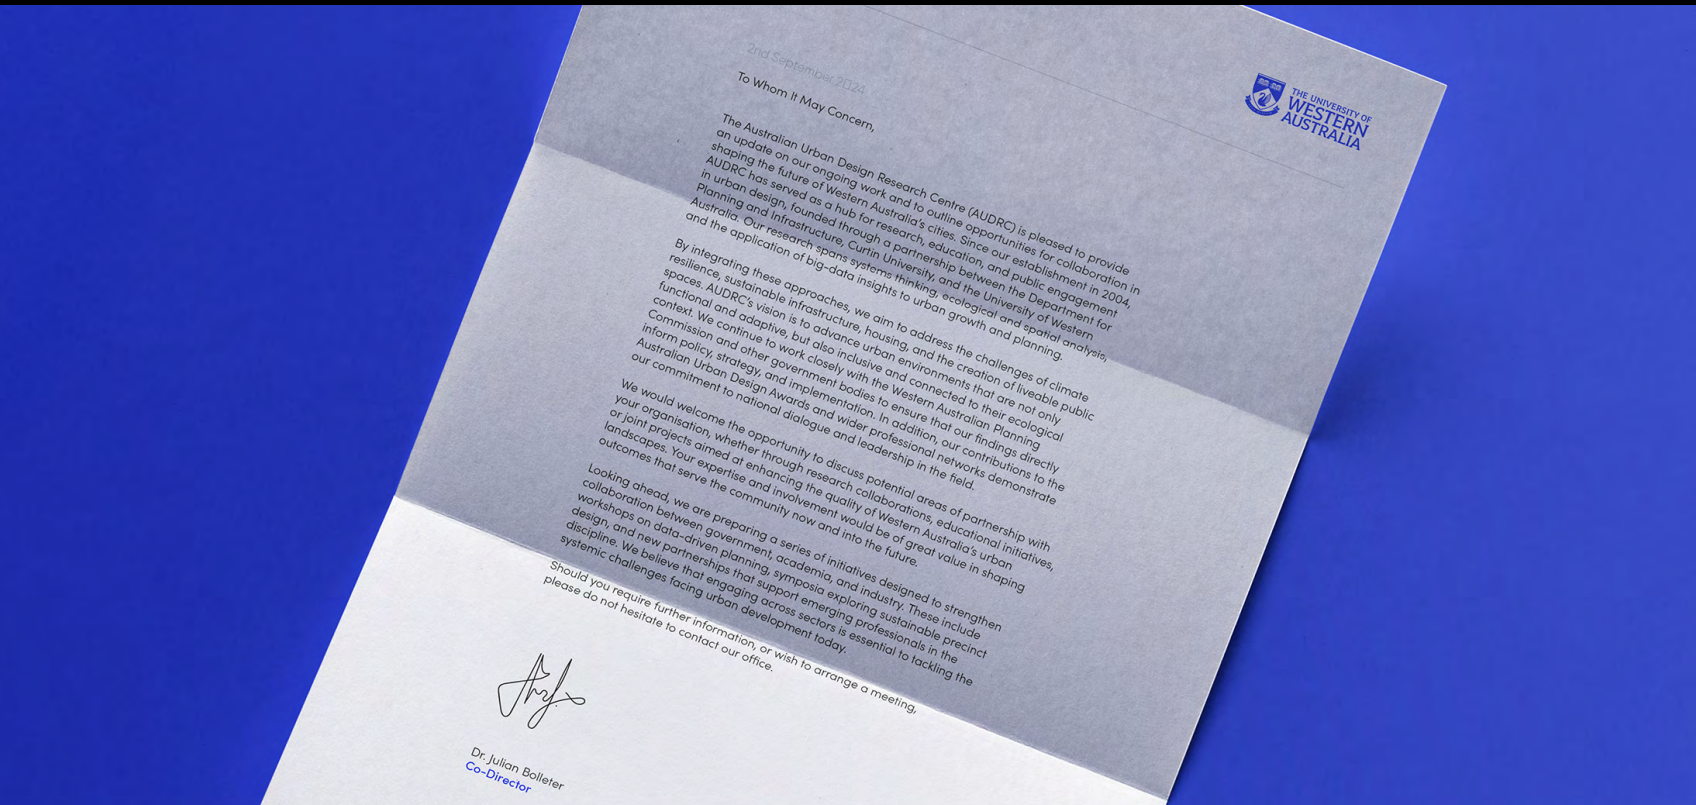 2nd September 2024
THE UNIVERSITY OF
WESTERN
AUSTRALIA
To Whom It May Concern,
The Australian Urban Design Research Centre (AUDRC) is pleased to provide
an update on our ongoing work and to outline opportunities for collaboration in
shaping the future of Western Australia's cities. Since our establishment in 2004,
AUDRC has served as a hub for research, education, and public engagement
in urban design, founded through a partnership between the Department for
Planning and Infrastructure, Curtin University, and the University of Western
Australia. Our research spans systems thinking, ecological and spatial analysis,
and the application of big-data insights to urban growth and planning.
By integrating these approaches, we aim to address the challenges of climate
resilience, sustainable infrastructure, housing, and the creation of liveable public
spaces. AUDRC's vision is to advance urban environments that are not only
functional and adaptive, but also inclusive and connected to their ecological
context. We continue to work closely with the Western Australian Planning
Commission and other government bodies to ensure that our findings directly
inform policy, strategy, and implementation. In addition, our contributions to the
Australian Urban Design Awards and wider professional networks demonstrate
our commitment to national dialogue and leadership in the field.
We would welcome the opportunity to discuss potential areas of partnership with
your organisation, whether through research collaborations, educational initiatives,
or joint projects aimed at enhancing the quality of Western Australia's urban
landscapes. Your expertise and involvement would be of great value in shaping
outcomes that serve the community now and into the future.
Looking ahead, we are preparing a series of initiatives designed to strengthen
collaboration between government, academia, and industry. These include
workshops on data-driven planning, symposia exploring sustainable precinct
design, and new partnerships that support emerging professionals in the
discipline. We believe that engaging across sectors is essential to tackling the
systemic challenges facing urban development today.
Should you require further information, or wish to arrange a meeting,
please do not hesitate to contact our office.
Dr. Julian Bolleter
Co-Director